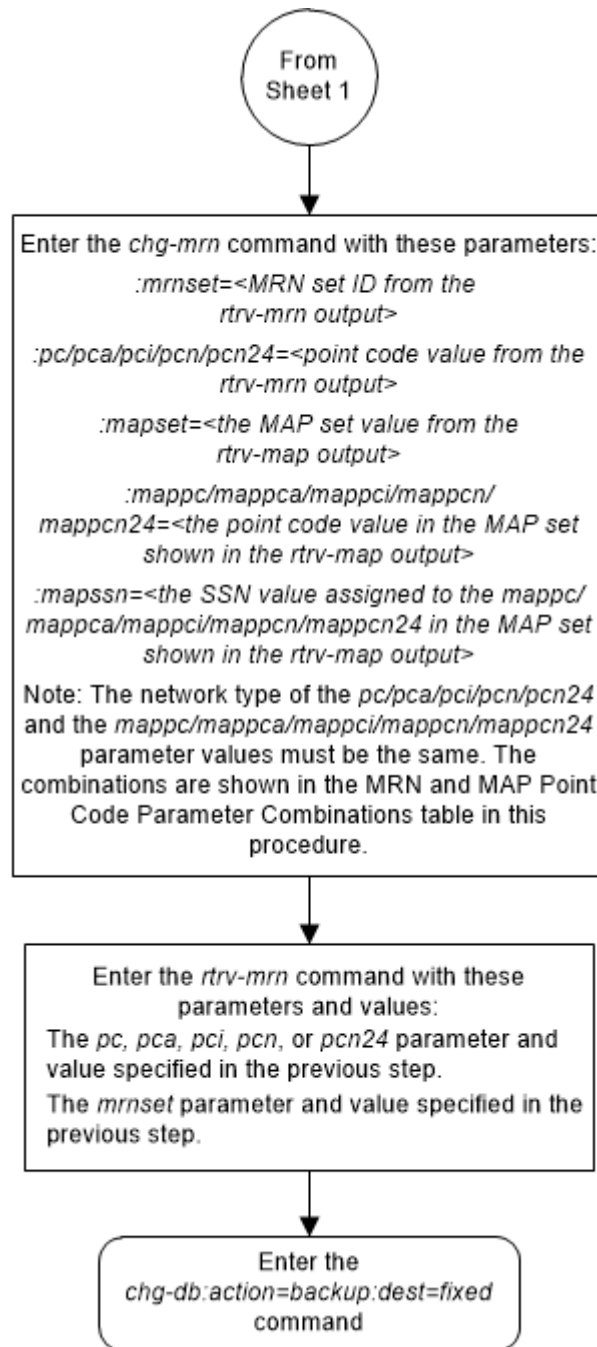 From
Sheet 1
Enter the chg-mrn command with these parameters:
:mrnset=<MRN set ID from the
rtrv-mrn output>
:pc/pca/pci/pcn/pcn24=<point code value from the
rtrv-mrn output>
:mapset=<the MAP set value from the
rtrv-map output>
:mappc/mappca/mappci/mappcn/
mappcn24=<the point code value in the MAP set
shown in the rtrv-map output>
:mapssn=<the SSN value assigned to the mappc/
mappca/mappci/mappcn/mappcn24 in the MAP set
shown in the rtrv-map output>
Note: The network type of the pc/pca/pci/pcn/pcn24
and the mappc/mappca/mappci/mappcn/mappcn24
parameter values must be the same. The
combinations are shown in the MRN and MAP Point
Code Parameter Combinations table in this
procedure.
Enter the rtrv-mrn command with these
parameters and values:
The pc, pca, pci, pcn, or pcn24 parameter and
value specified in the previous step.
The mrnset parameter and value specified in the
previous step.
Enter the
chg-db:action=backup:dest=fixed
command